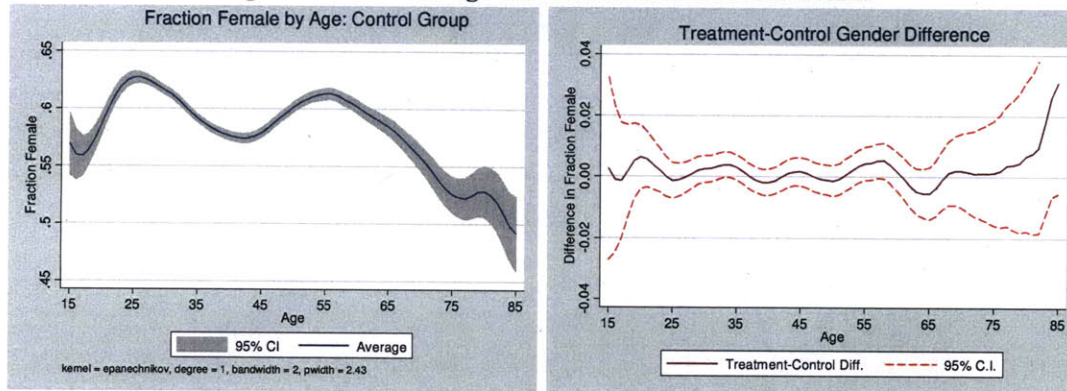 Fraction Female by Age: Control Group
.65
.6
.55
.5
.45
Fraction Female
15 25 35 45 55 65 75 85
Age
95% CI Average
kernel = epanechnikov, degree = 1, bandwidth = 2, pwidth = 2.43
Treatment-Control Gender Difference
0.04
0.02
0.00
-0.02
-0.04
Difference in Fraction Female
15 25 35 45 55 65 75 85
Age
Treatment-Control Diff. 95% C.I.